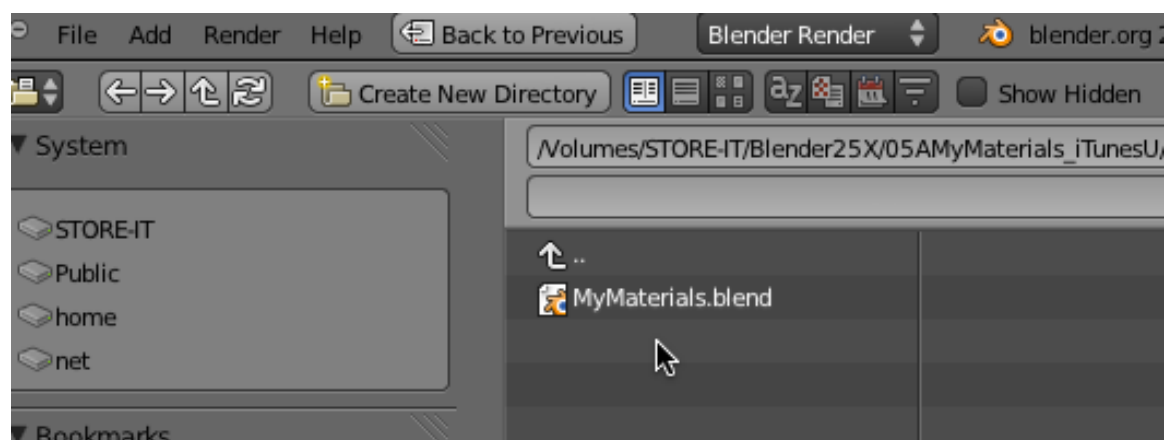 File Add Render Help Back to Previous Blender Render blender.org 2
Create New Directory Show Hidden
System
/Volumes/STORE-IT/Blender25X/05AMyMaterials_iTunesU/
STORE-IT
Public
home
net
Bookmarks
..
MyMaterials.blend